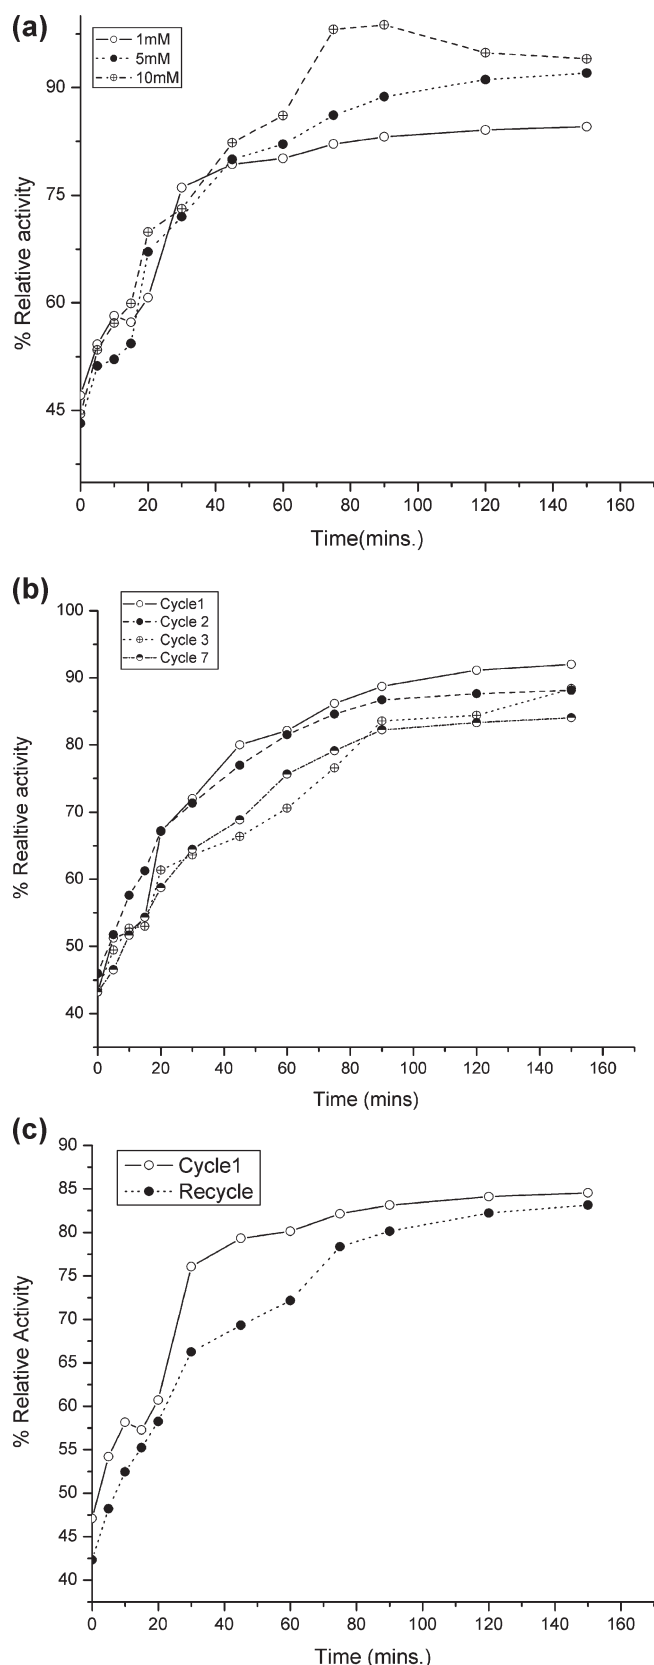 (a)
1mM
5mM
10mM
90
75
60
45
% Relative activity
0 20 40 60 80 100 120 140 160
Time(mins.)
(b)
Cycle1
Cycle 2
Cycle 3
Cycle 7
100
90
80
70
60
50
40
% Realtive activity
0 20 40 60 80 100 120 140 160
Time (mins)
(c)
Cycle1
Recycle
90
85
80
75
70
65
60
55
50
45
40
% Relative Activity
0 20 40 60 80 100 120 140 160
Time (mins.)